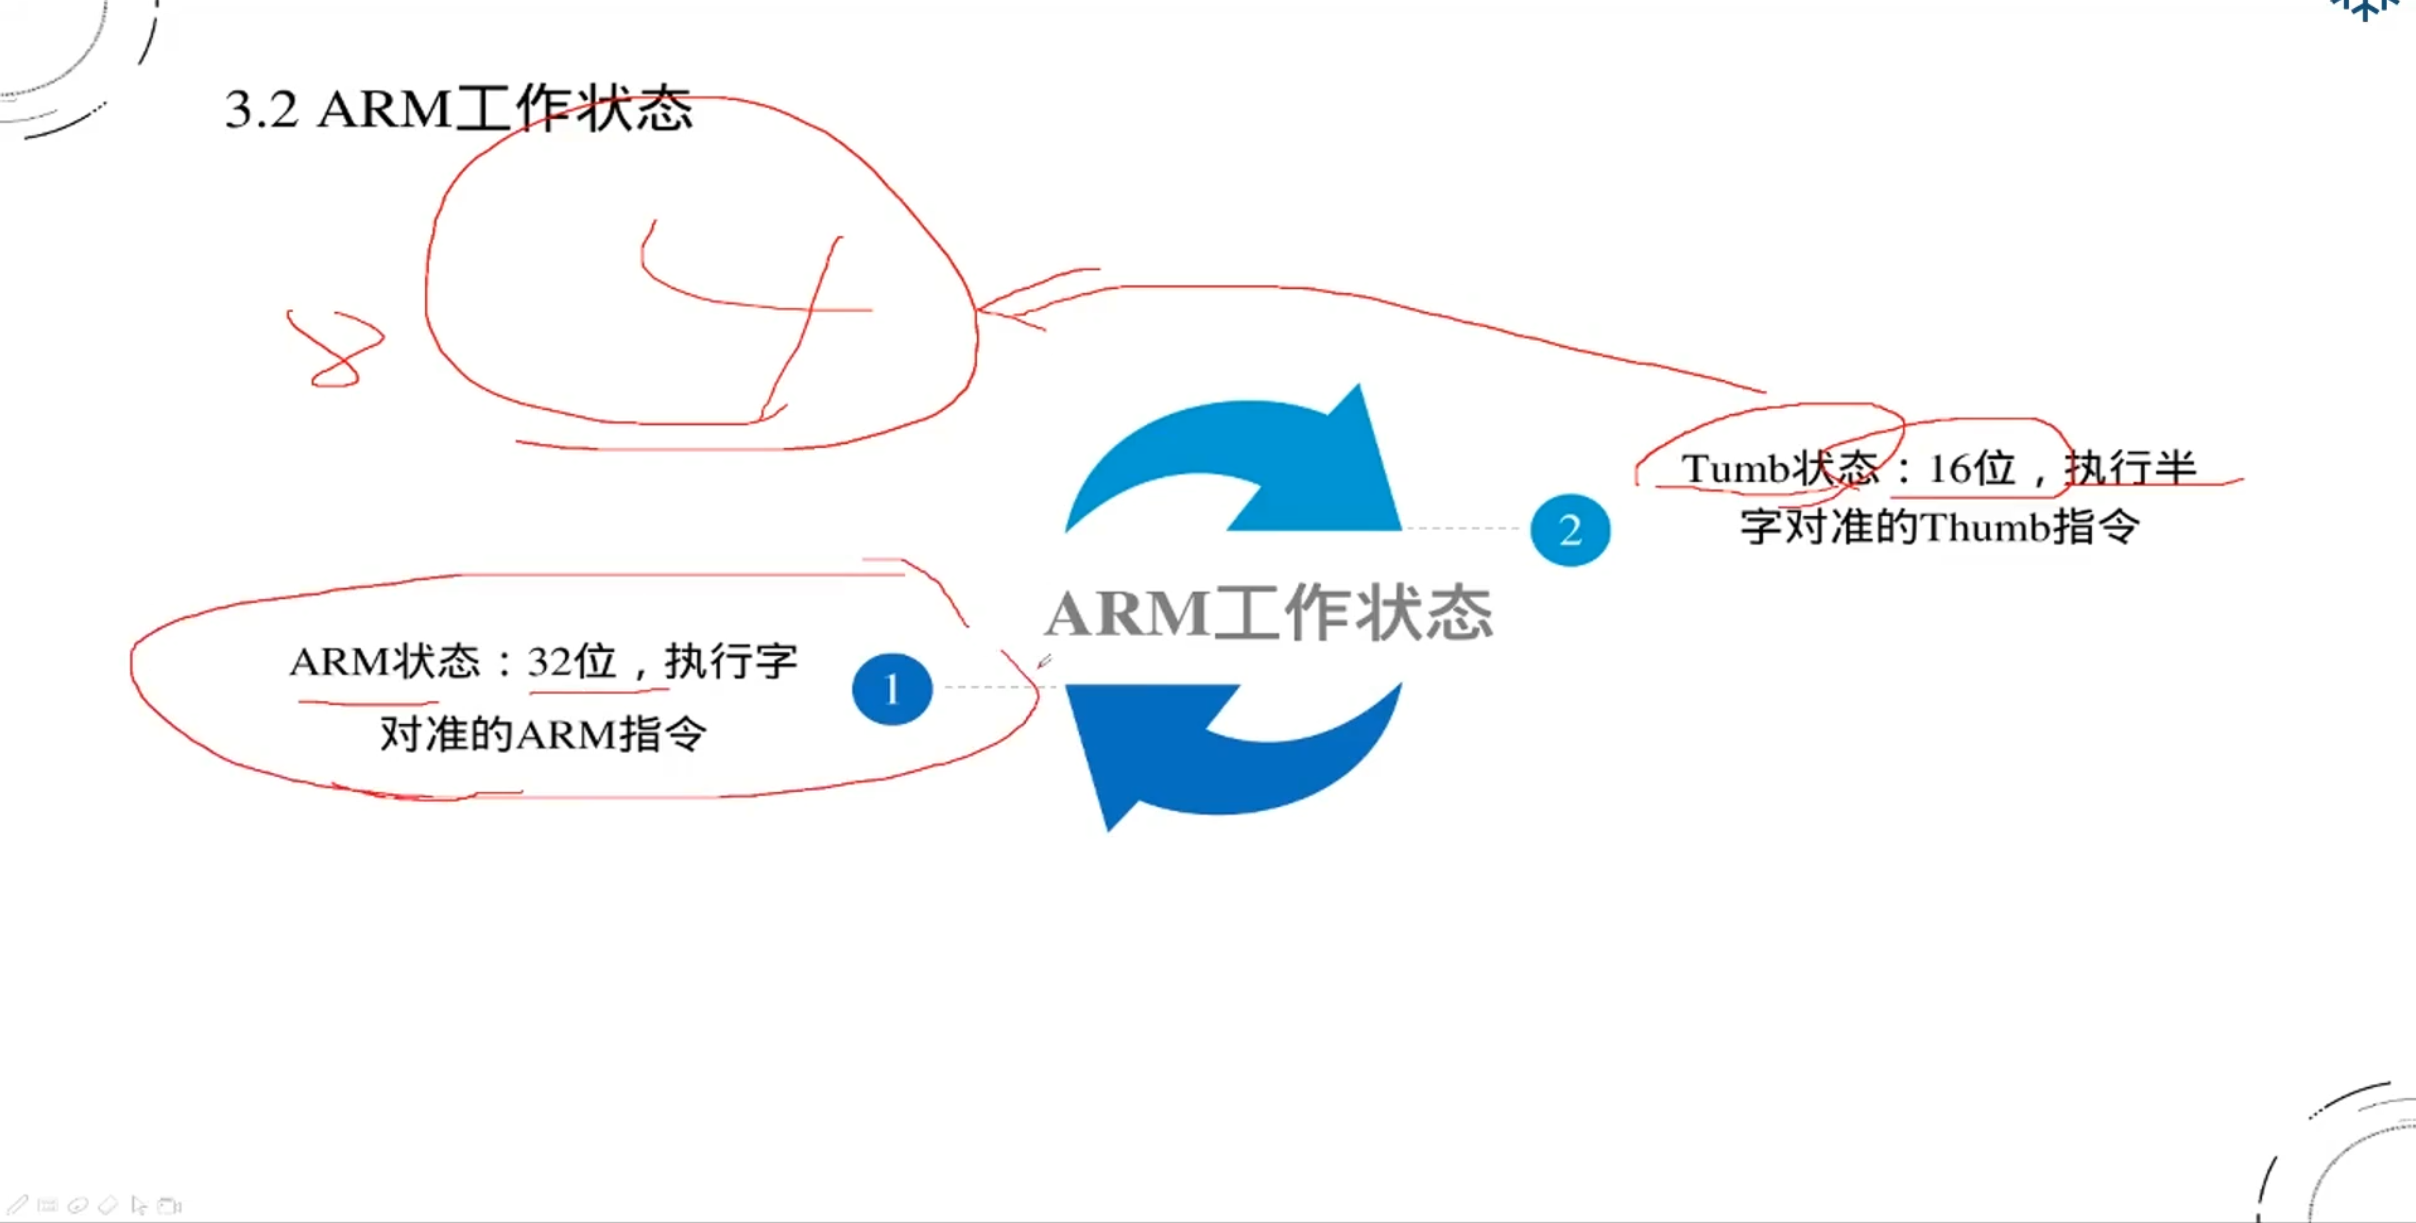 3.2 ARM工作状态
8
4
Tumb状态：16位，执行半
字对准的Thumb指令
2
ARM工作状态
ARM状态：32位，执行字
对准的ARM指令
1